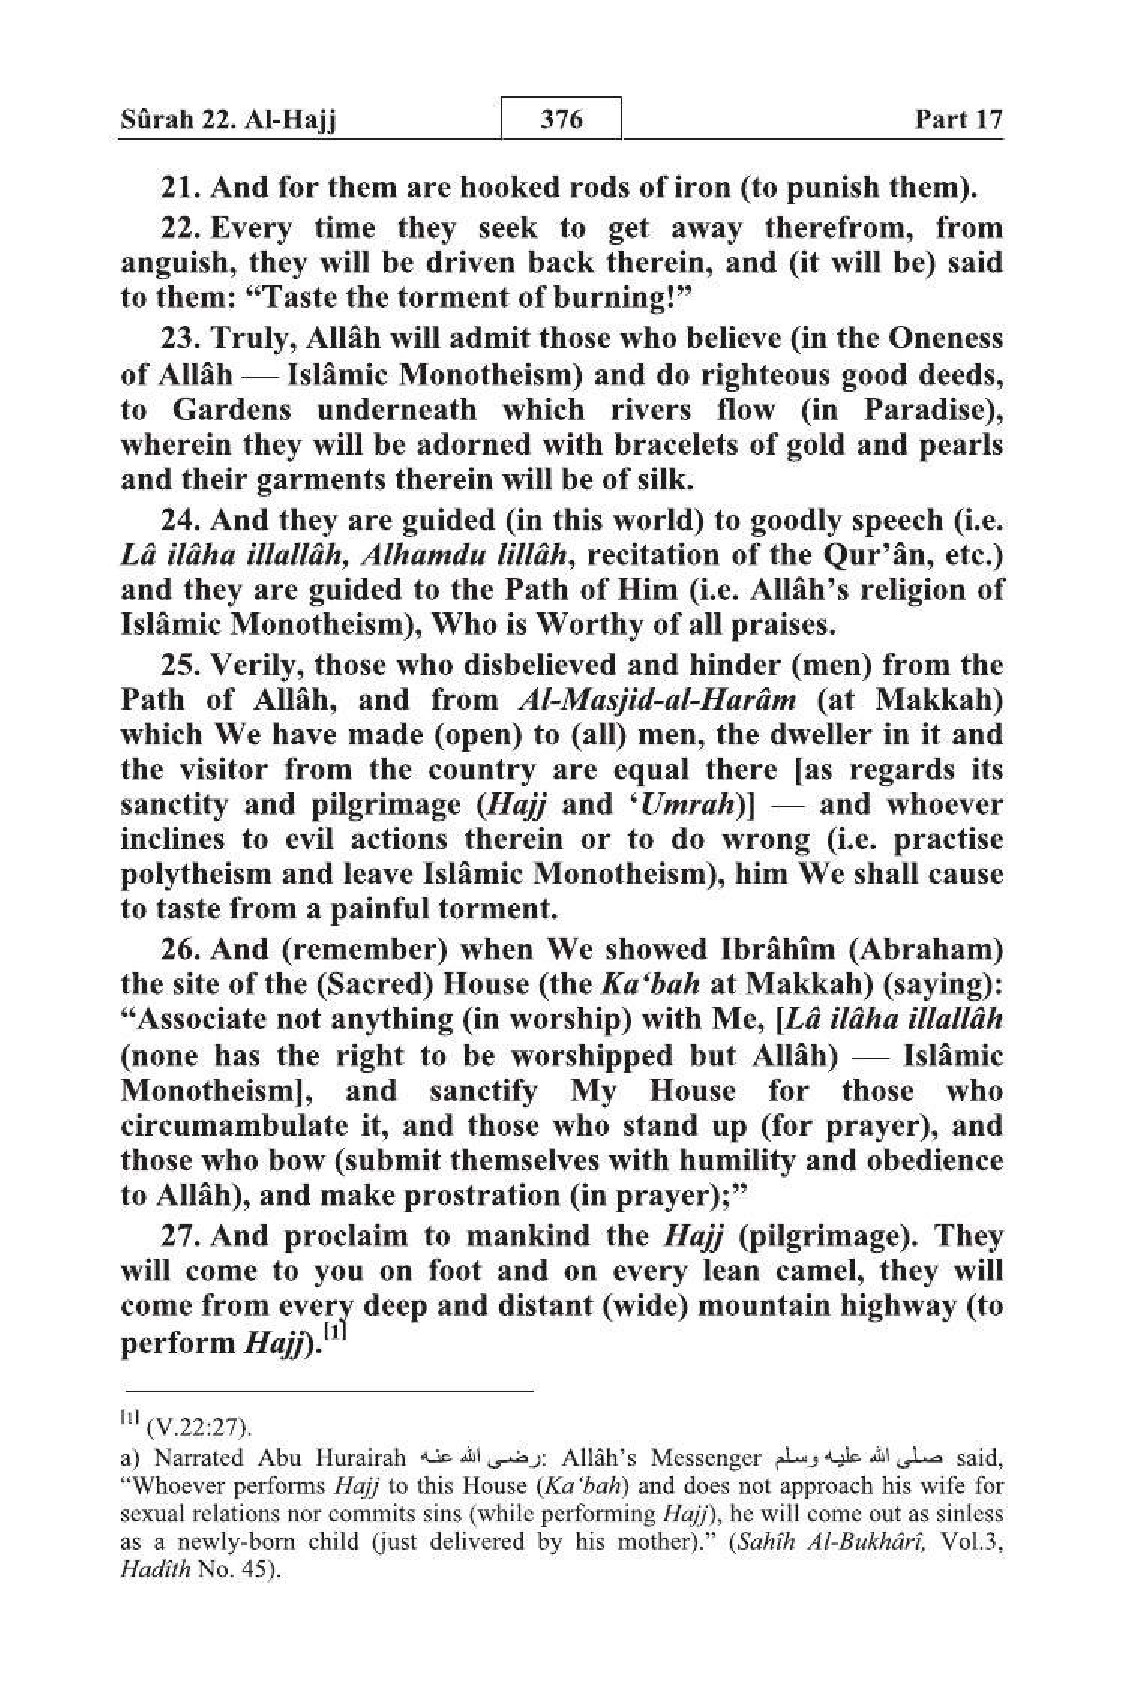 Sûrah 22. Al-Hajj 376 Part 17
21. And for them are hooked rods of iron (to punish them).
22. Every time they seek to get away therefrom, from
anguish, they will be driven back therein, and (it will be) said
to them: “Taste the torment of burning!”
23. Truly, Allâh will admit those who believe (in the Oneness
of Allâh — Islâmic Monotheism) and do righteous good deeds,
to Gardens underneath which rivers flow (in Paradise),
wherein they will be adorned with bracelets of gold and pearls
and their garments therein will be of silk.
24. And they are guided (in this world) to goodly speech (i.e.
Lâ ilâha illallâh, Alhamdu lillâh, recitation of the Qur’ân, etc.)
and they are guided to the Path of Him (i.e. Allâh’s religion of
Islâmic Monotheism), Who is Worthy of all praises.
25. Verily, those who disbelieved and hinder (men) from the
Path of Allâh, and from Al-Masjid-al-Harâm (at Makkah)
which We have made (open) to (all) men, the dweller in it and
the visitor from the country are equal there [as regards its
sanctity and pilgrimage (Hajj and ‘Umrah)] — and whoever
inclines to evil actions therein or to do wrong (i.e. practise
polytheism and leave Islâmic Monotheism), him We shall cause
to taste from a painful torment.
26. And (remember) when We showed Ibrâhîm (Abraham)
the site of the (Sacred) House (the Ka‘bah at Makkah) (saying):
“Associate not anything (in worship) with Me, [Lâ ilâha illallâh
(none has the right to be worshipped but Allâh) — Islâmic
Monotheism], and sanctify My House for those who
circumambulate it, and those who stand up (for prayer), and
those who bow (submit themselves with humility and obedience
to Allâh), and make prostration (in prayer);”
27. And proclaim to mankind the Hajj (pilgrimage). They
will come to you on foot and on every lean camel, they will
come from every deep and distant (wide) mountain highway (to
perform Hajj).[1]
[1] (V.22:27).
a) Narrated Abu Hurairah رضى الله عنه: Allâh’s Messenger صلى الله عليه وسلم said,
“Whoever performs Hajj to this House (Ka‘bah) and does not approach his wife for
sexual relations nor commits sins (while performing Hajj), he will come out as sinless
as a newly-born child (just delivered by his mother).” (Sahîh Al-Bukhârî, Vol.3,
Hadîth No. 45).